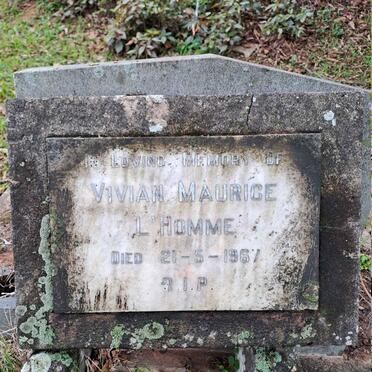 IN LOVING MEMORY OF
VIVIAN MAURICE
L'HOMME
DIED 21-5-1967
R.I.P.